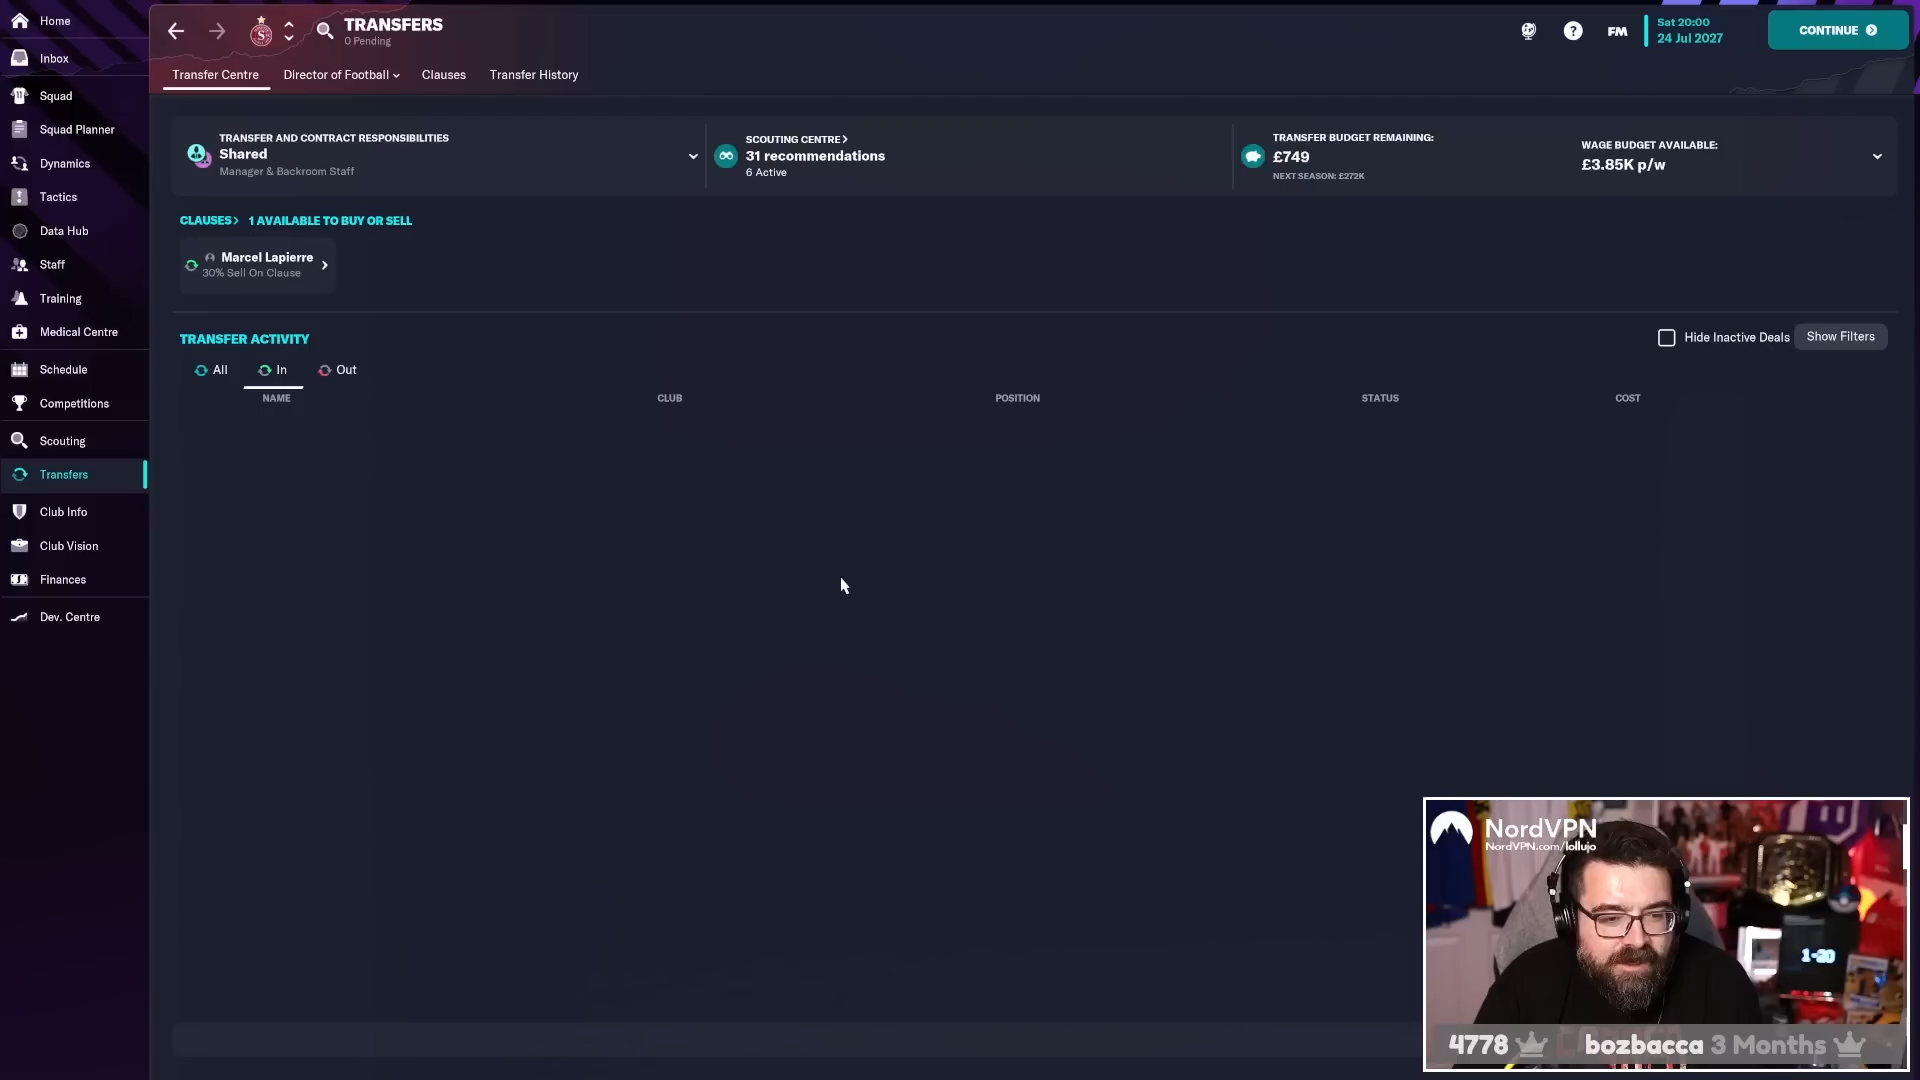 Home
Inbox
Squad
Squad Planner
Dynamics
Tactics
Data Hub
Staff
Training
Medical Centre
Schedule
Competitions
Scouting
Transfers
Club Info
Club Vision
Finances
Dev. Centre
S
TRANSFERS
0 Pending
?
FM
Sat 20:00
24 Jul 2027
CONTINUE
Transfer Centre
Director of Football
Clauses
Transfer History
TRANSFER AND CONTRACT RESPONSIBILITIES
Shared
Manager & Backroom Staff
SCOUTING CENTRE>
31 recommendations
6 Active
TRANSFER BUDGET REMAINING:
£749
NEXT SEASON: £272K
WAGE BUDGET AVAILABLE:
£3.85K p/w
CLAUSES> 1 AVAILABLE TO BUY OR SELL
Marcel Lapierre
30% Sell On Clause
TRANSFER ACTIVITY
Hide Inactive Deals
Show Filters
All
In
Out
NAME
CLUB
POSITION
STATUS
COST
NordVPN
NordVPN.com/lollujo
1-20
4778
bozbacca 3 Months